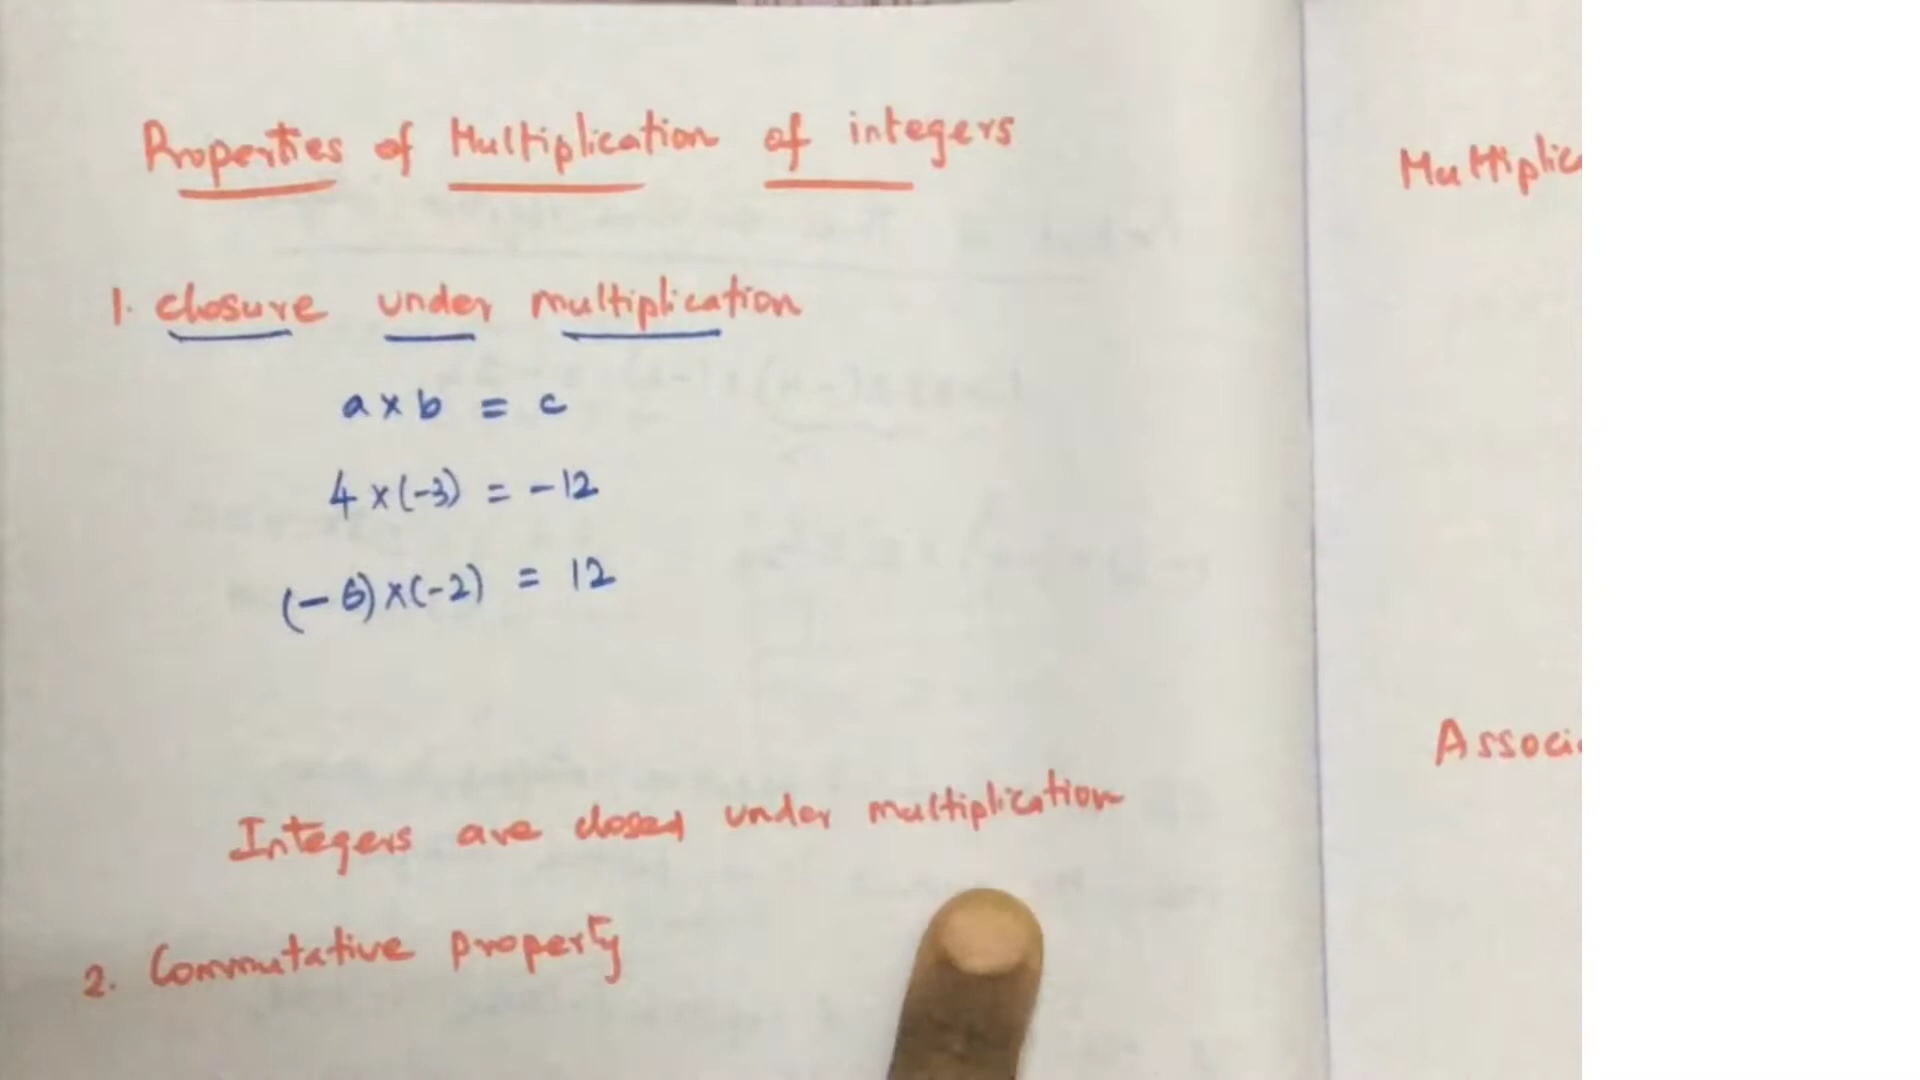 Properties of Multiplication of integers
1. closure under multiplication
a x b = c
4 x (-3) = -12
(-6) x (-2) = 12
Integers are closed under multiplication
2. Commutative property
Multiplic
Associ